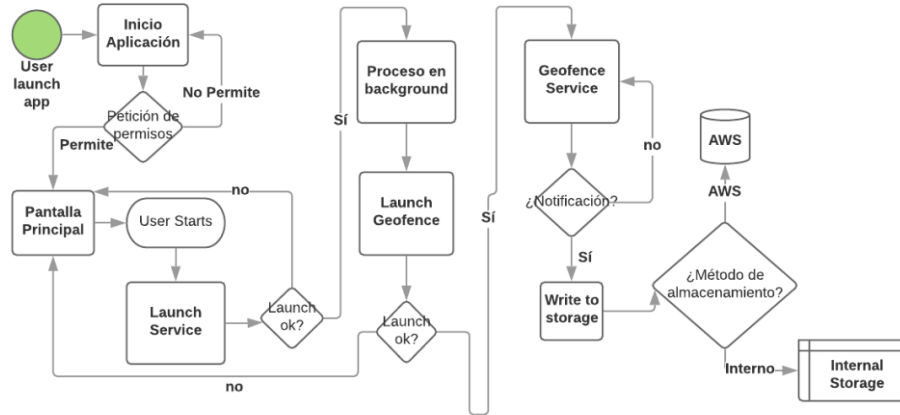 User
launch
app
Inicio
Aplicación
No Permite
Petición de
permisos
Permite
Pantalla
Principal
no
User Starts
Launch
Service
Launch
ok?
Sí
Proceso en
background
Launch
Geofence
Launch
ok?
no
Sí
Geofence
Service
no
¿Notificación?
Sí
Write to
storage
AWS
AWS
¿Método de
almacenamiento?
Interno
Internal
Storage